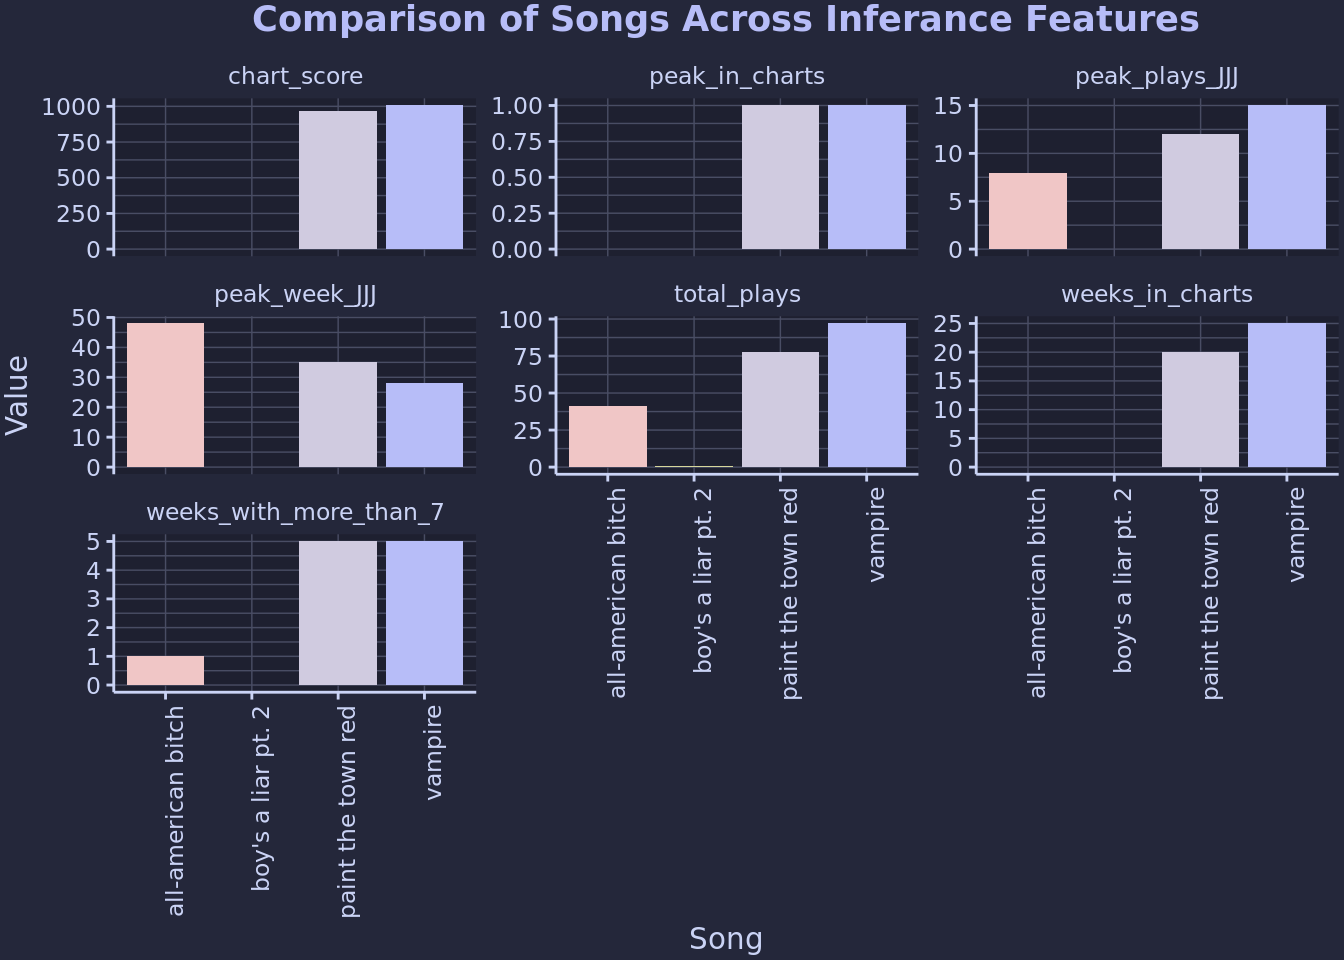 Comparison of Songs Across Inferance Features
chart_score
peak_in_charts
peak_plays_JJJ
1000
750
500
250
0
1.00
0.75
0.50
0.25
0.00
15
10
5
0
peak_week_JJJ
total_plays
weeks_in_charts
50
40
30
20
10
0
100
75
50
25
0
25
20
15
10
5
0
Value
all-american bitch
boy's a liar pt. 2
paint the town red
vampire
all-american bitch
boy's a liar pt. 2
paint the town red
vampire
weeks_with_more_than_7
5
4
3
2
1
0
all-american bitch
boy's a liar pt. 2
paint the town red
vampire
Song